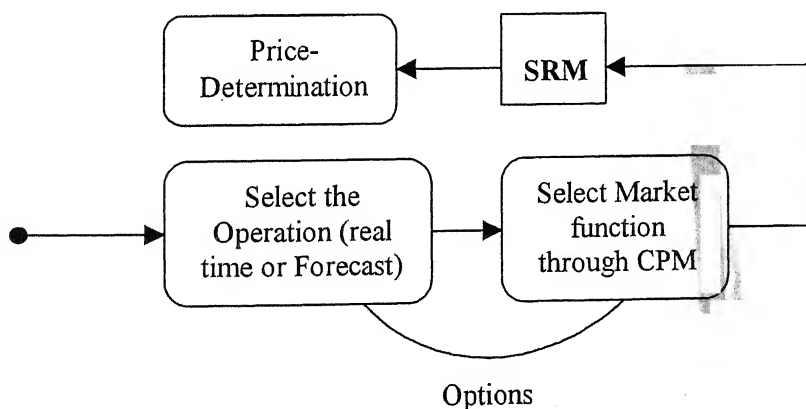 Price-
Determination
SRM
Select the
Operation (real
time or Forecast)
Select Market
function
through CPM
Options